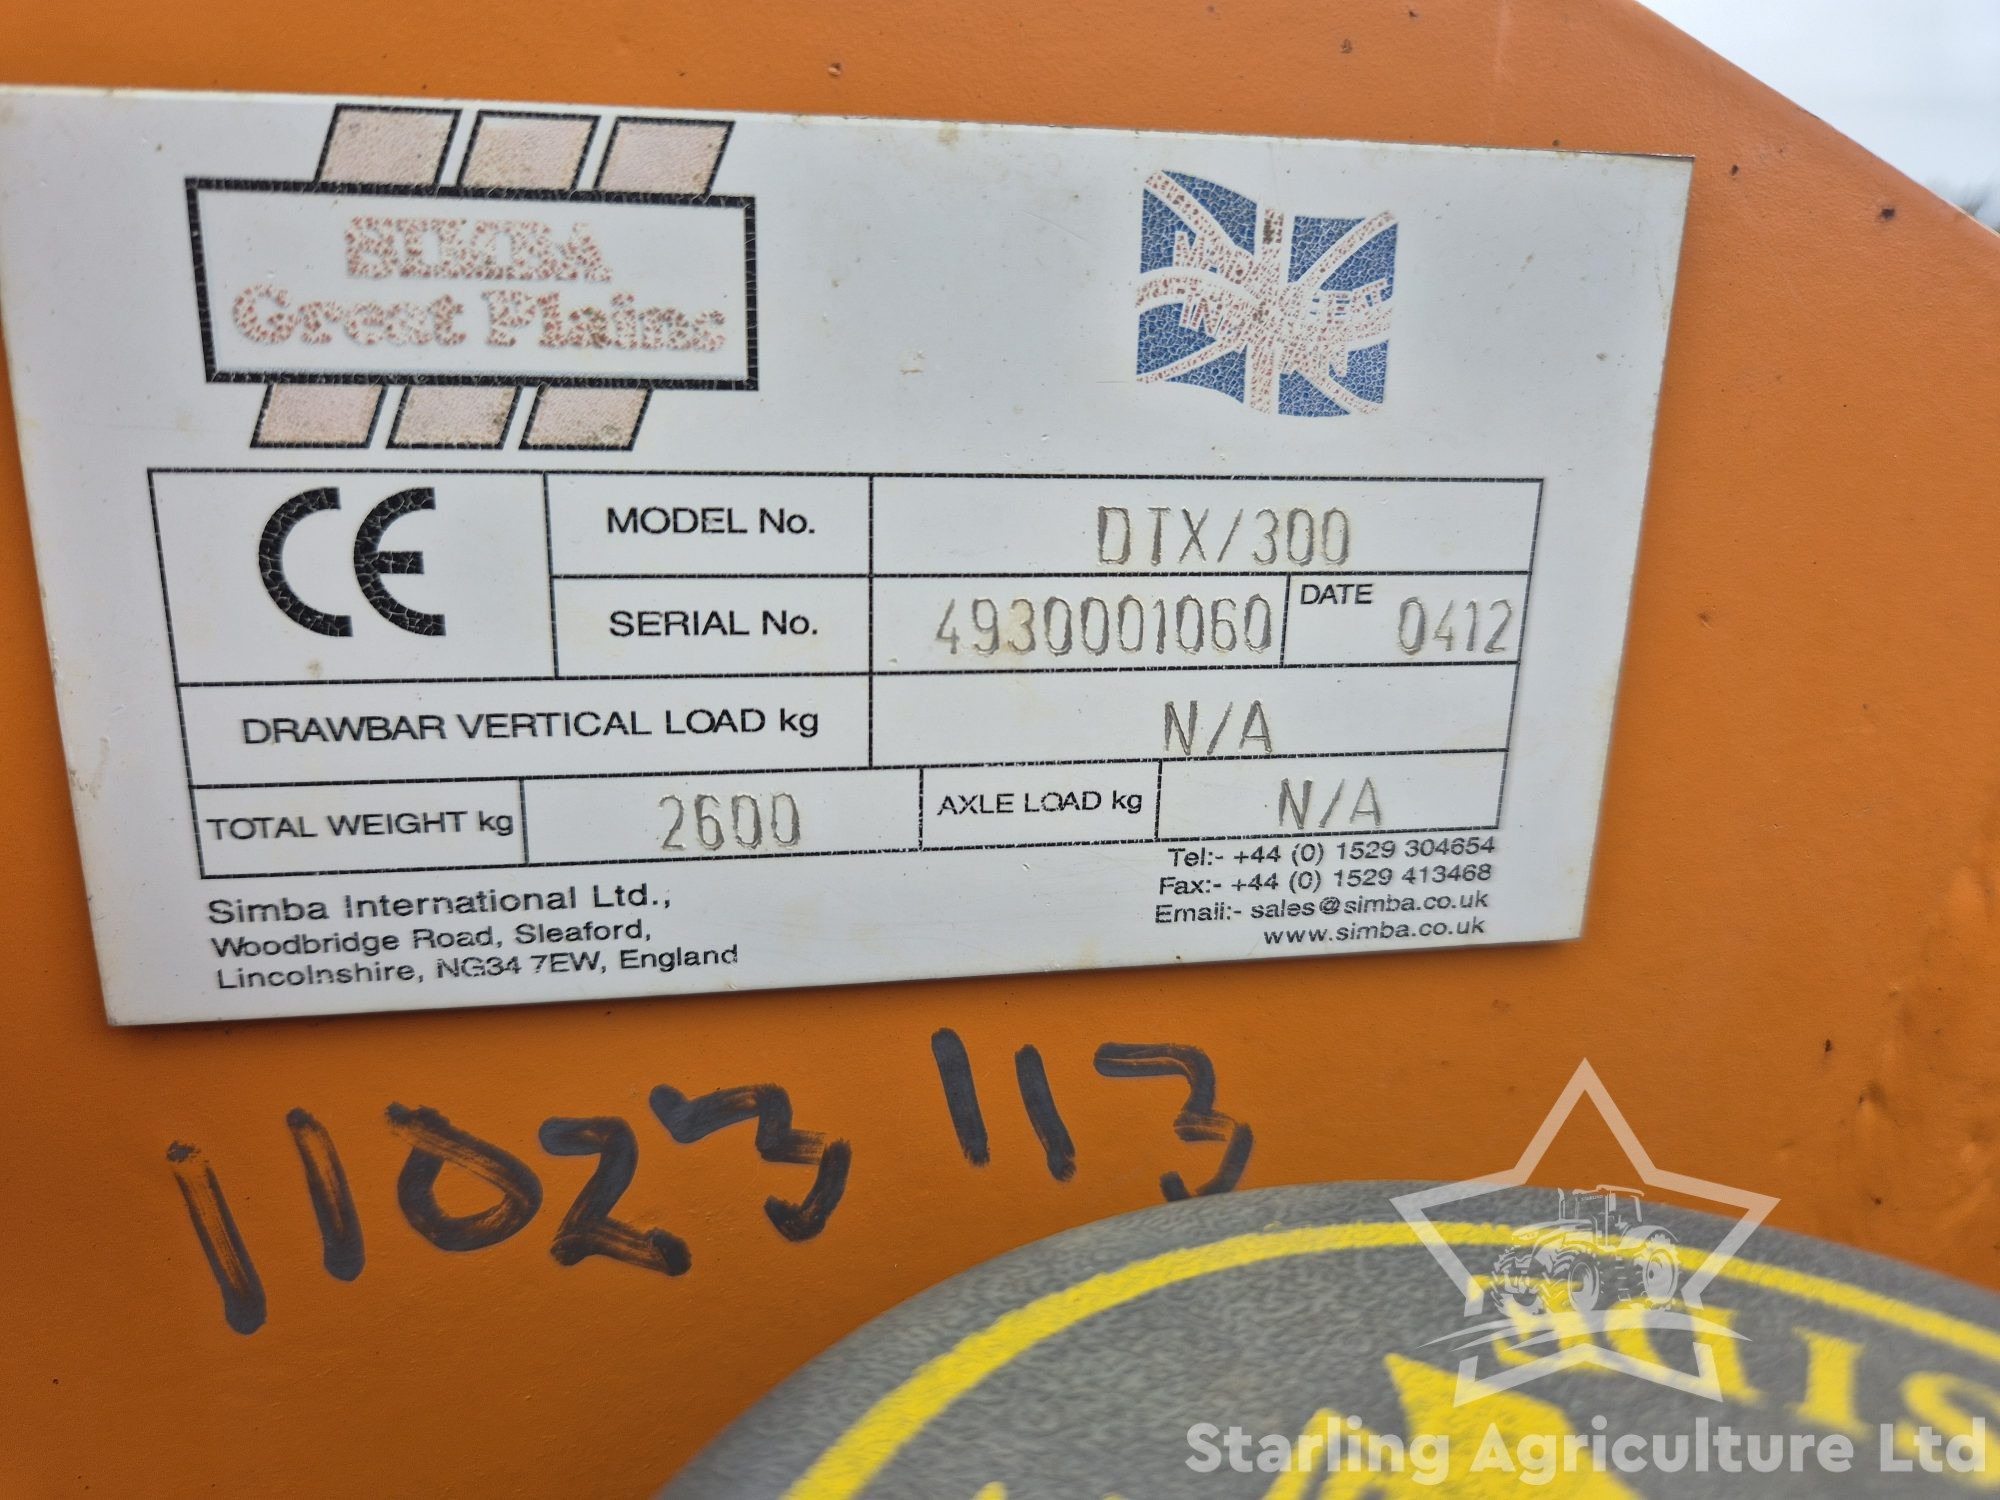 SIMBA
Great Plains
CE
MODEL No. DTX/300
SERIAL No. 4930001060 DATE 0412
DRAWBAR VERTICAL LOAD kg N/A
TOTAL WEIGHT kg 2600 AXLE LOAD kg N/A
Simba International Ltd.,
Woodbridge Road, Sleaford,
Lincolnshire, NG34 7EW, England
Tel:- +44 (0) 1529 304654
Fax:- +44 (0) 1529 413468
Email:- sales@simba.co.uk
www.simba.co.uk
11023113
Starling Agriculture Ltd